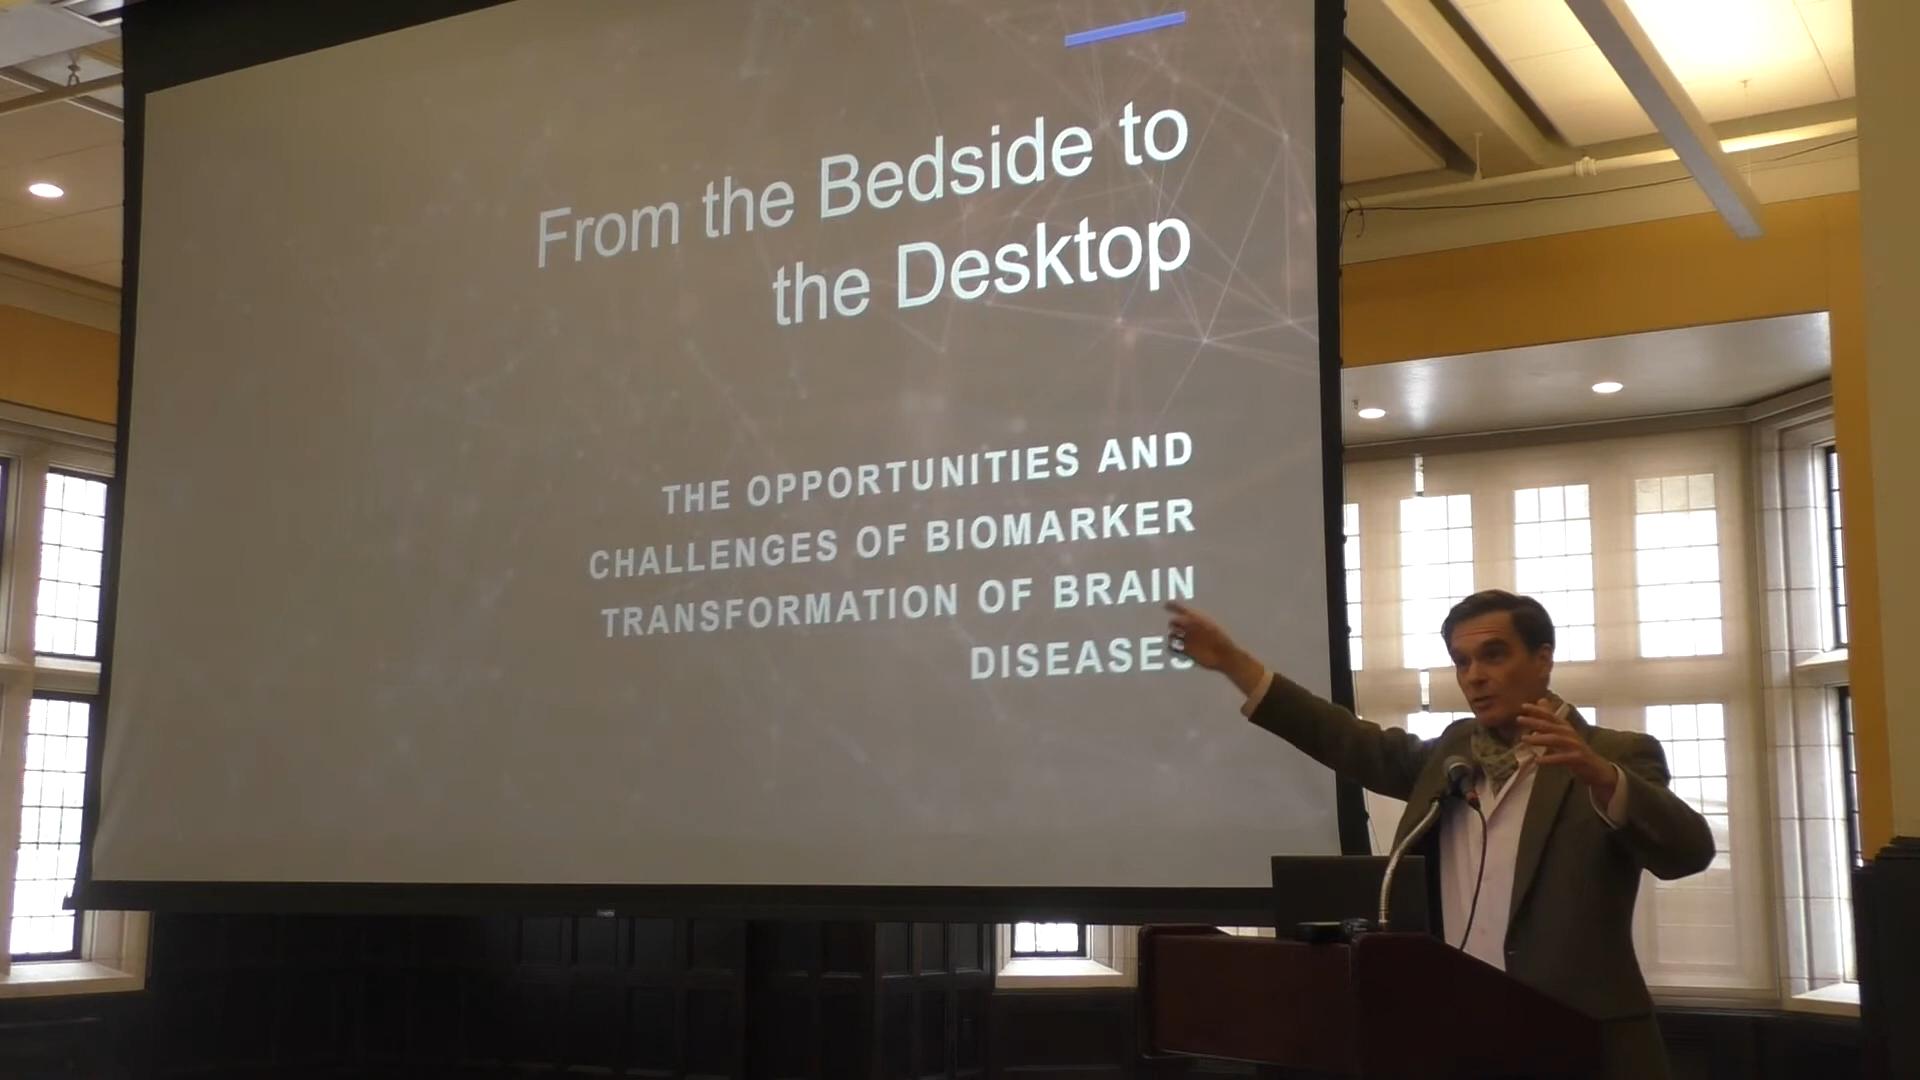 From the Bedside to
the Desktop
THE OPPORTUNITIES AND
CHALLENGES OF BIOMARKER
TRANSFORMATION OF BRAIN
DISEASES